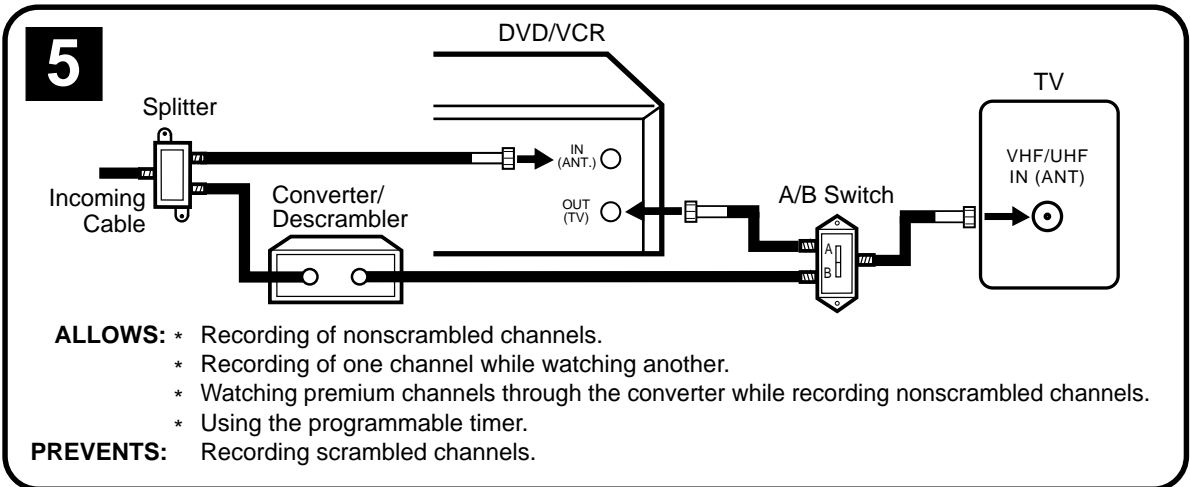 5
DVD/VCR
TV
Splitter
IN
(ANT.)
VHF/UHF
IN (ANT)
Incoming
Cable
Converter/
Descrambler
OUT
(TV)
A/B Switch
A
B
ALLOWS: * Recording of nonscrambled channels.
* Recording of one channel while watching another.
* Watching premium channels through the converter while recording nonscrambled channels.
* Using the programmable timer.
PREVENTS: Recording scrambled channels.